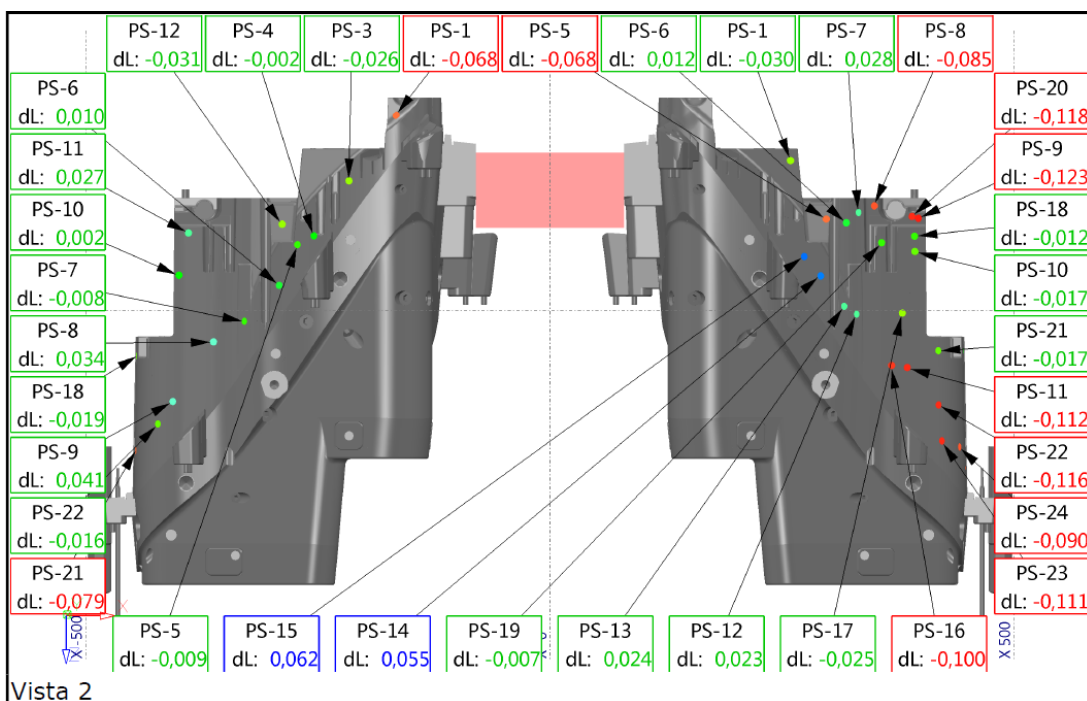 PS-12
dL: -0,031
PS-4
dL: -0,002
PS-3
dL: -0,026
PS-1
dL: -0,068
PS-5
dL: -0,068
PS-6
dL: 0,012
PS-1
dL: -0,030
PS-7
dL: 0,028
PS-8
dL: -0,085
PS-6
dL: 0,010
PS-11
dL: 0,027
PS-10
dL: 0,002
PS-7
dL: -0,008
PS-8
dL: 0,034
PS-18
dL: -0,019
PS-9
dL: 0,041
PS-22
dL: -0,016
PS-21
dL: -0,079
PS-20
dL: -0,118
PS-9
dL: -0,123
PS-18
dL: -0,012
PS-10
dL: -0,017
PS-21
dL: -0,017
PS-11
dL: -0,112
PS-22
dL: -0,116
PS-24
dL: -0,090
PS-23
dL: -0,111
X
X -500
X 500
PS-5
dL: -0,009
PS-15
dL: 0,062
PS-14
dL: 0,055
PS-19
dL: -0,007
PS-13
dL: 0,024
PS-12
dL: 0,023
PS-17
dL: -0,025
PS-16
dL: -0,100
Vista 2